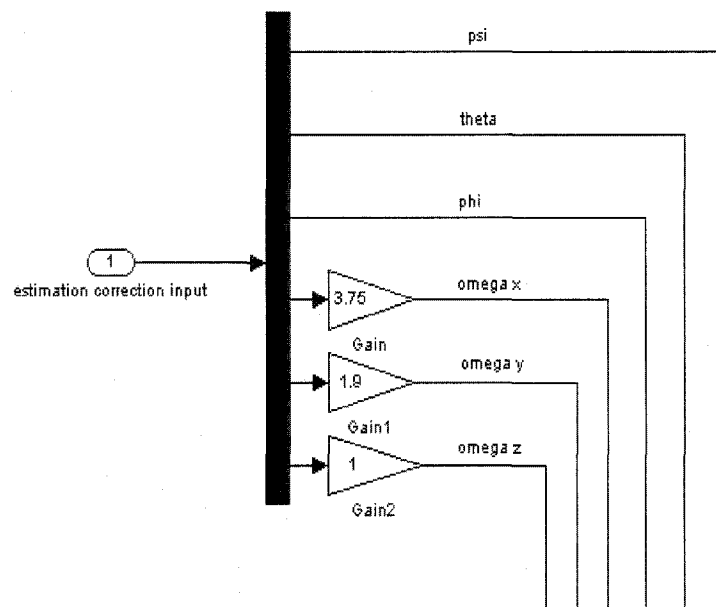 psi
theta
phi
1
estimation correction input
3.75
omega x
Gain
1.9
omega y
Gain1
1
omega z
Gain2